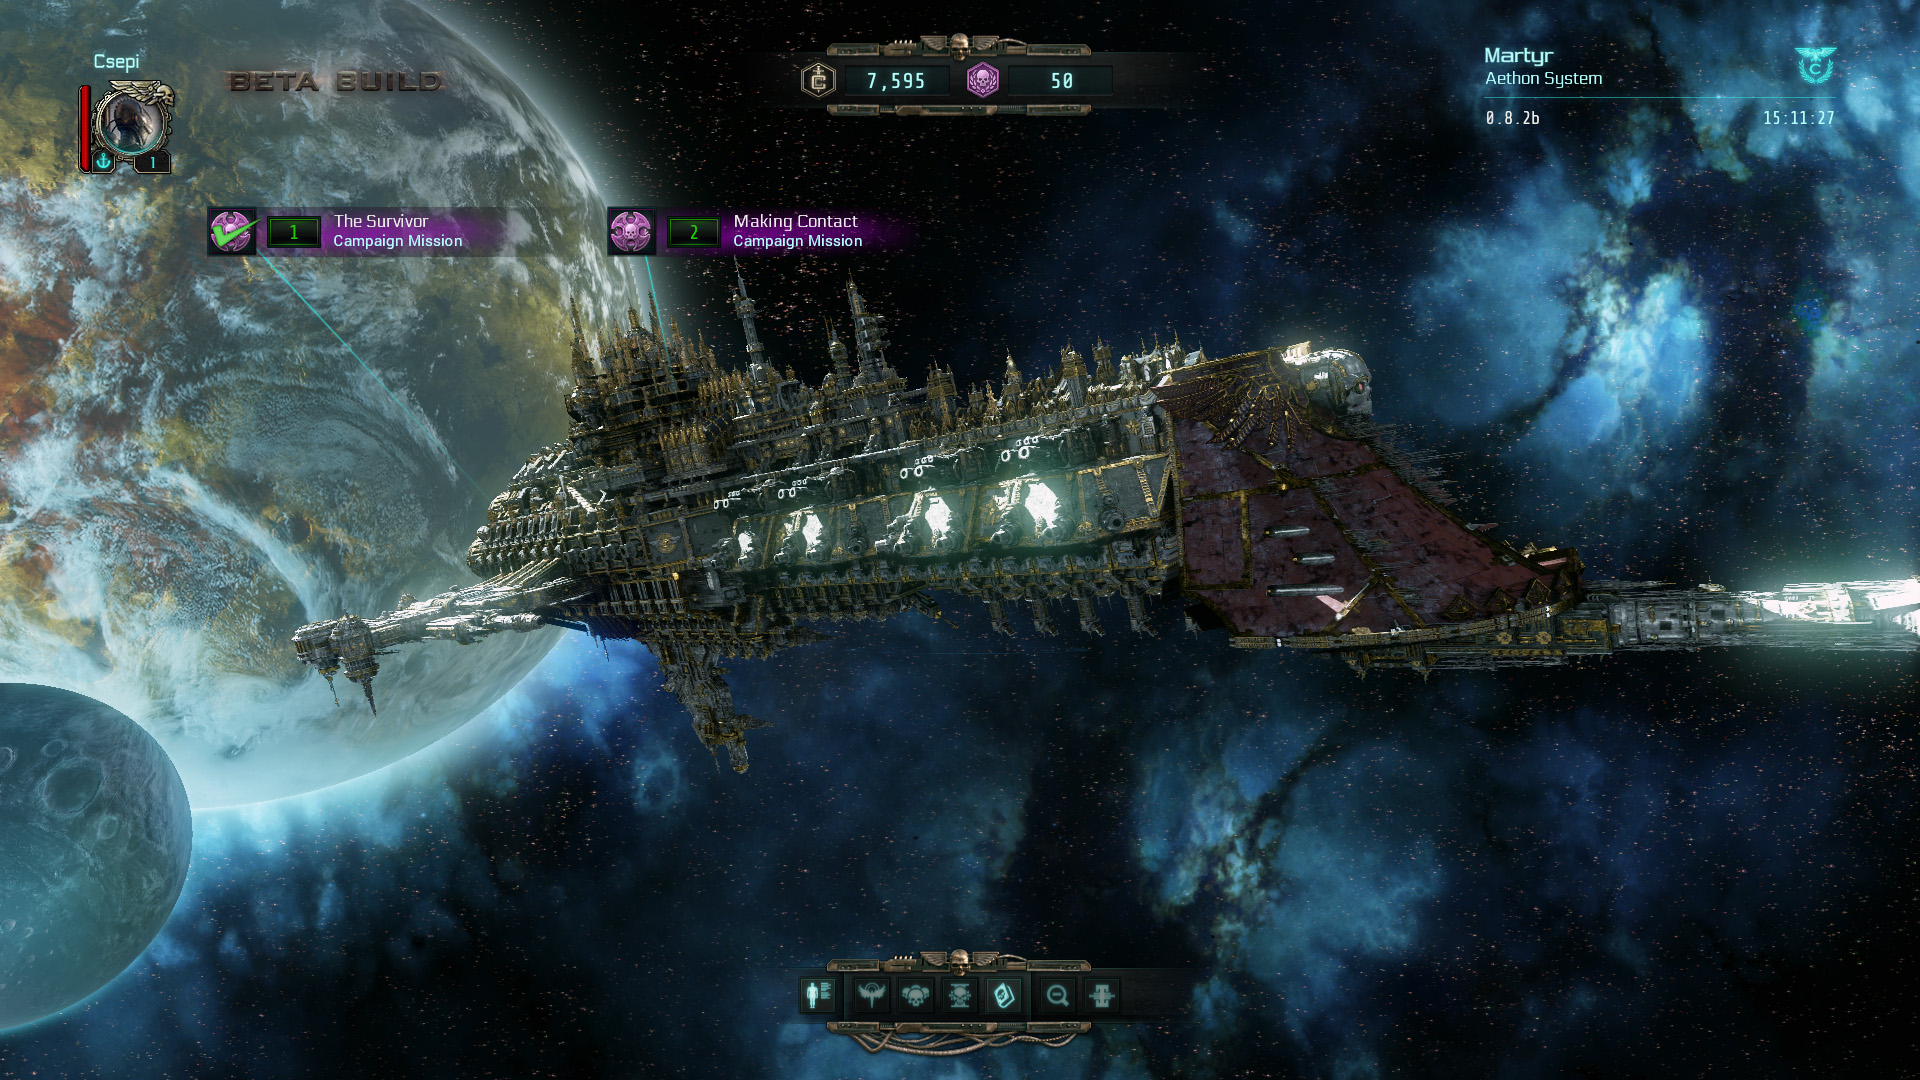 Csepi
1
BETA BUILD
7,595
50
Martyr
Aethon System
0.8.2b
15:11:27
1
The Survivor
Campaign Mission
2
Making Contact
Campaign Mission